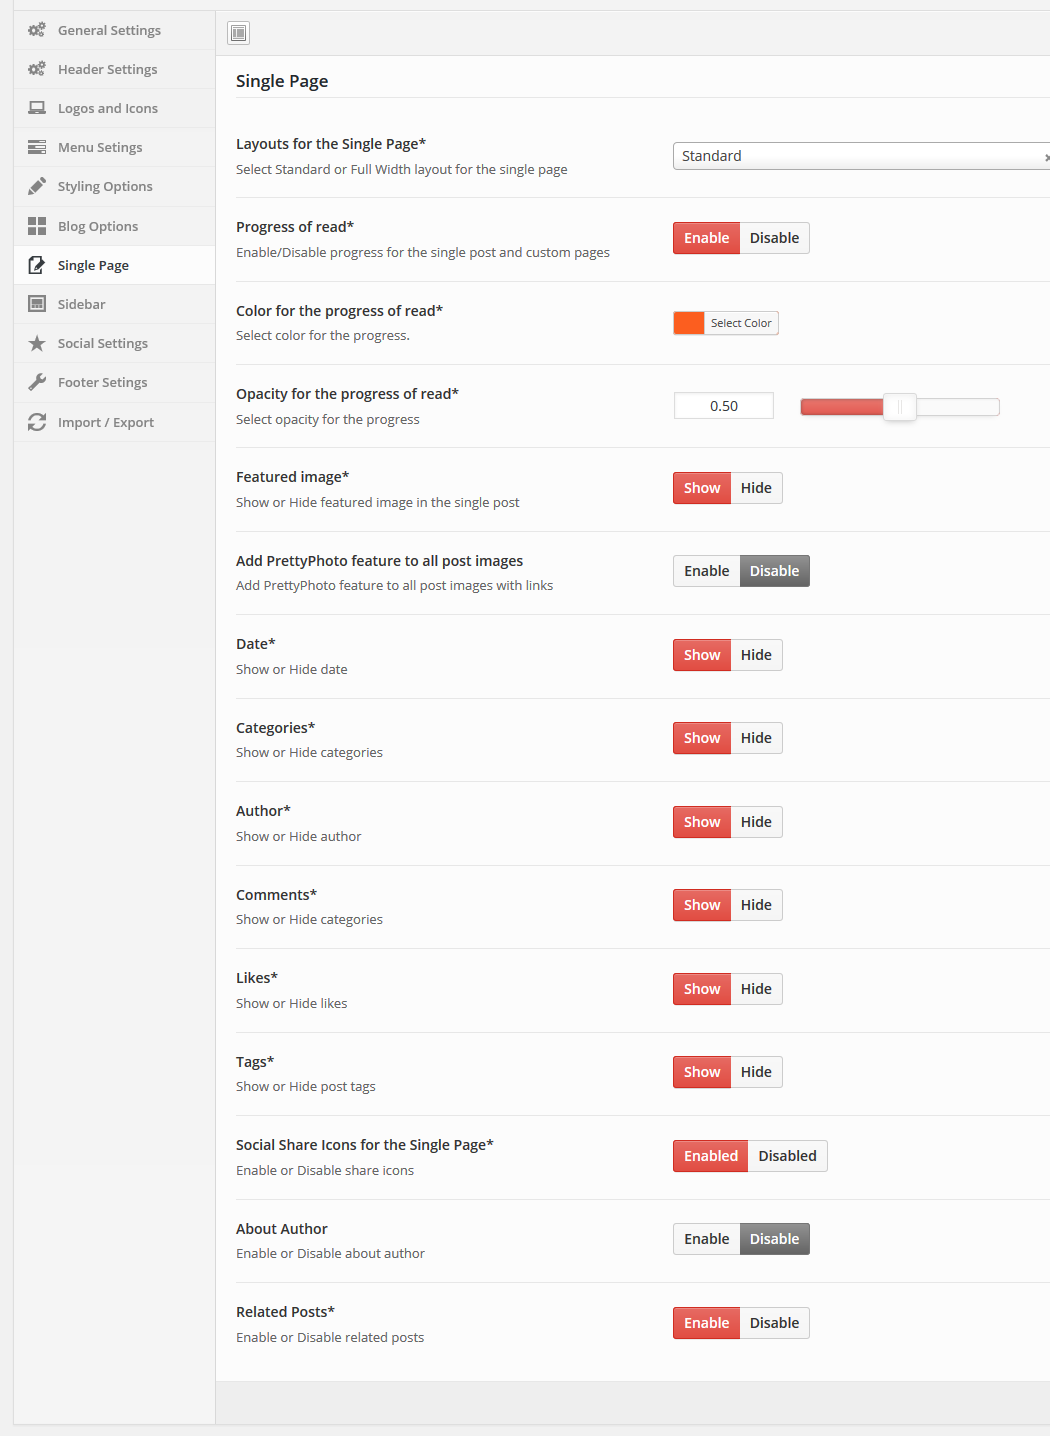 General Settings
Header Settings
Logos and Icons
Menu Setings
Styling Options
Blog Options
Single Page
Sidebar
Social Settings
Footer Setings
Import / Export
Single Page
Layouts for the Single Page*
Select Standard or Full Width layout for the single page
Standard
Progress of read*
Enable/Disable progress for the single post and custom pages
Enable Disable
Color for the progress of read*
Select color for the progress.
Select Color
Opacity for the progress of read*
Select opacity for the progress
0.50
Featured image*
Show or Hide featured image in the single post
Show Hide
Add PrettyPhoto feature to all post images
Add PrettyPhoto feature to all post images with links
Enable Disable
Date*
Show or Hide date
Show Hide
Categories*
Show or Hide categories
Show Hide
Author*
Show or Hide author
Show Hide
Comments*
Show or Hide categories
Show Hide
Likes*
Show or Hide likes
Show Hide
Tags*
Show or Hide post tags
Show Hide
Social Share Icons for the Single Page*
Enable or Disable share icons
Enabled Disabled
About Author
Enable or Disable about author
Enable Disable
Related Posts*
Enable or Disable related posts
Enable Disable